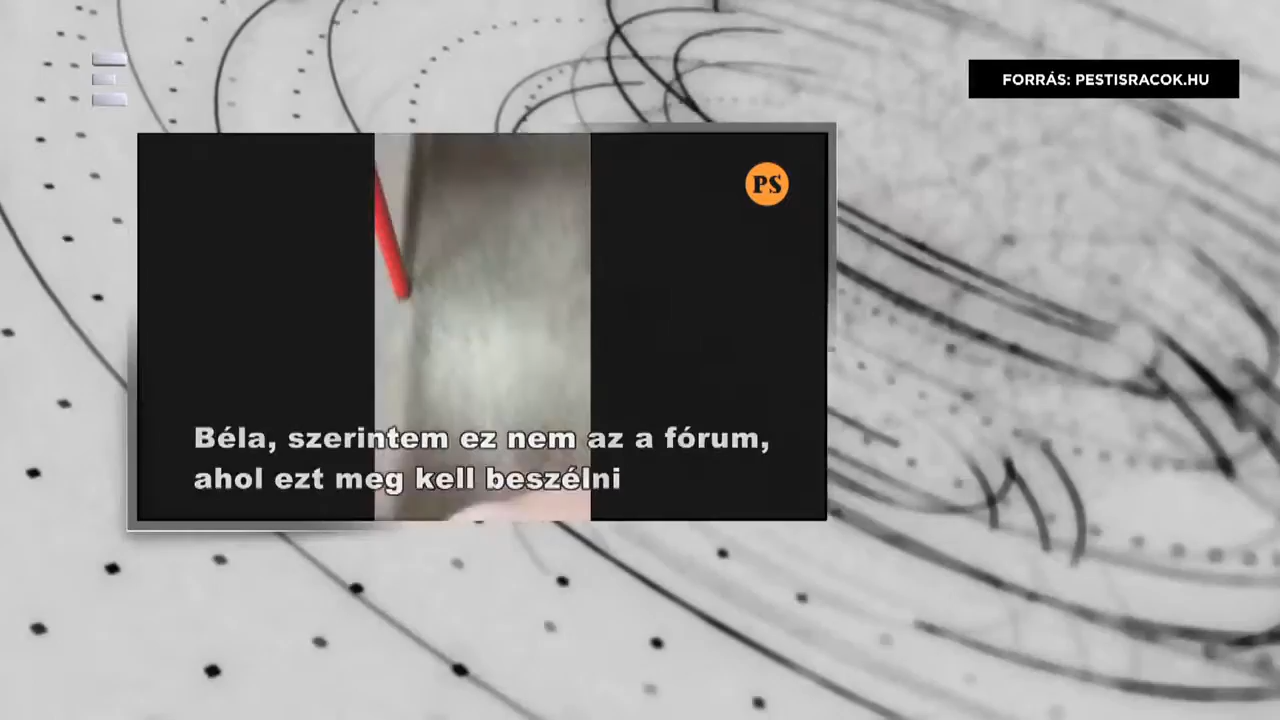 FORRÁS: PESTISRACOK.HU
PS
Béla, szerintem ez nem az a fórum,
ahol ezt meg kell beszélni